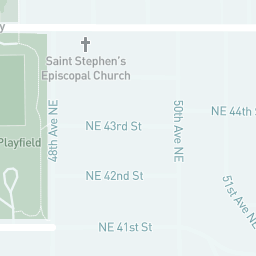 Saint Stephen's
Episcopal Church
NE 44th
NE 43rd St
Playfield
48th Ave NE
50th Ave NE
NE 42nd St
51st Ave NE
NE 41st St